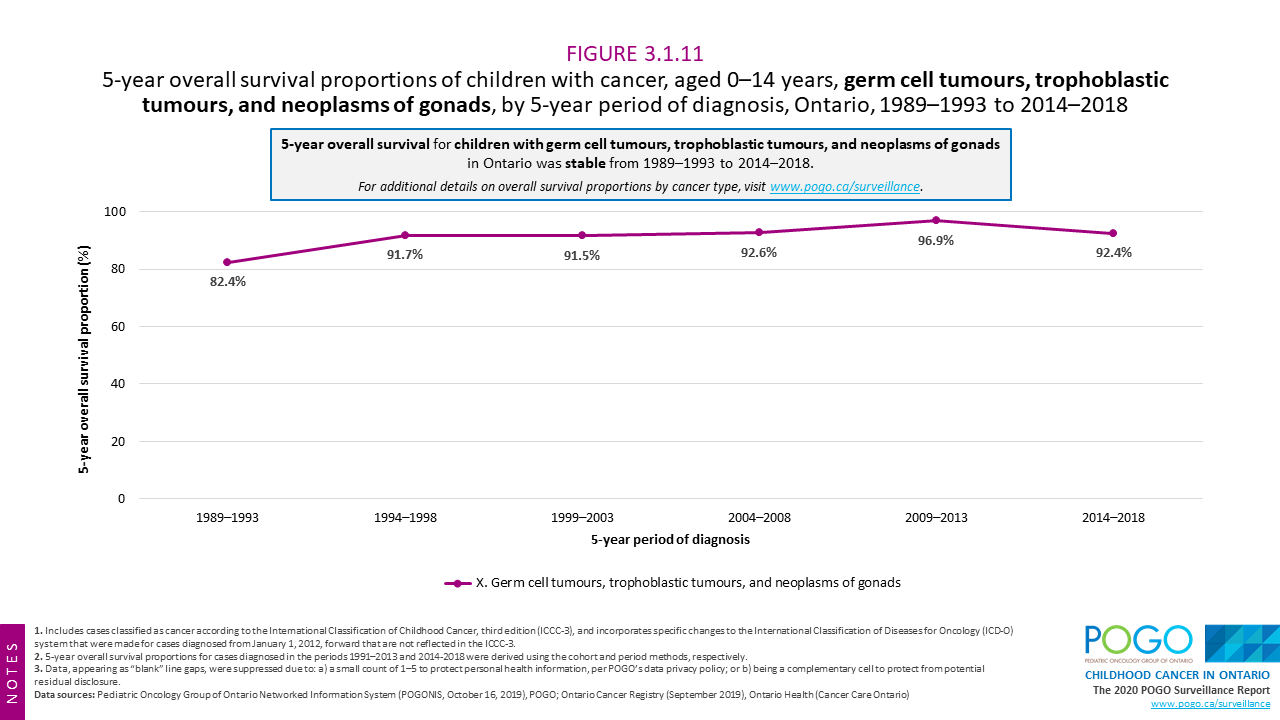 FIGURE 3.1.11
5-year overall survival proportions of children with cancer, aged 0–14 years, germ cell tumours, trophoblastic
tumours, and neoplasms of gonads, by 5-year period of diagnosis, Ontario, 1989–1993 to 2014–2018
5-year overall survival for children with germ cell tumours, trophoblastic tumours, and neoplasms of gonads
in Ontario was stable from 1989–1993 to 2014–2018.
For additional details on overall survival proportions by cancer type, visit www.pogo.ca/surveillance.
5-year overall survival proportion (%)
100
80
60
40
20
0
82.4%
91.7%
91.5%
92.6%
96.9%
92.4%
1989–1993
1994–1998
1999–2003
2004–2008
2009–2013
2014–2018
5-year period of diagnosis
X. Germ cell tumours, trophoblastic tumours, and neoplasms of gonads
NOTES
1. Includes cases classified as cancer according to the International Classification of Childhood Cancer, third edition (ICCC-3), and incorporates specific changes to the International Classification of Diseases for Oncology (ICD-O)
system that were made for cases diagnosed from January 1, 2012, forward that are not reflected in the ICCC-3.
2. 5-year overall survival proportions for cases diagnosed in the periods 1991–2013 and 2014-2018 were derived using the cohort and period methods, respectively.
3. Data, appearing as "blank" line gaps, were suppressed due to: a) a small count of 1–5 to protect personal health information, per POGO's data privacy policy; or b) being a complementary cell to protect from potential
residual disclosure.
Data sources: Pediatric Oncology Group of Ontario Networked Information System (POGONIS, October 16, 2019), POGO; Ontario Cancer Registry (September 2019), Ontario Health (Cancer Care Ontario)
POGO
PEDIATRIC ONCOLOGY GROUP OF ONTARIO
CHILDHOOD CANCER IN ONTARIO
The 2020 POGO Surveillance Report
www.pogo.ca/surveillance